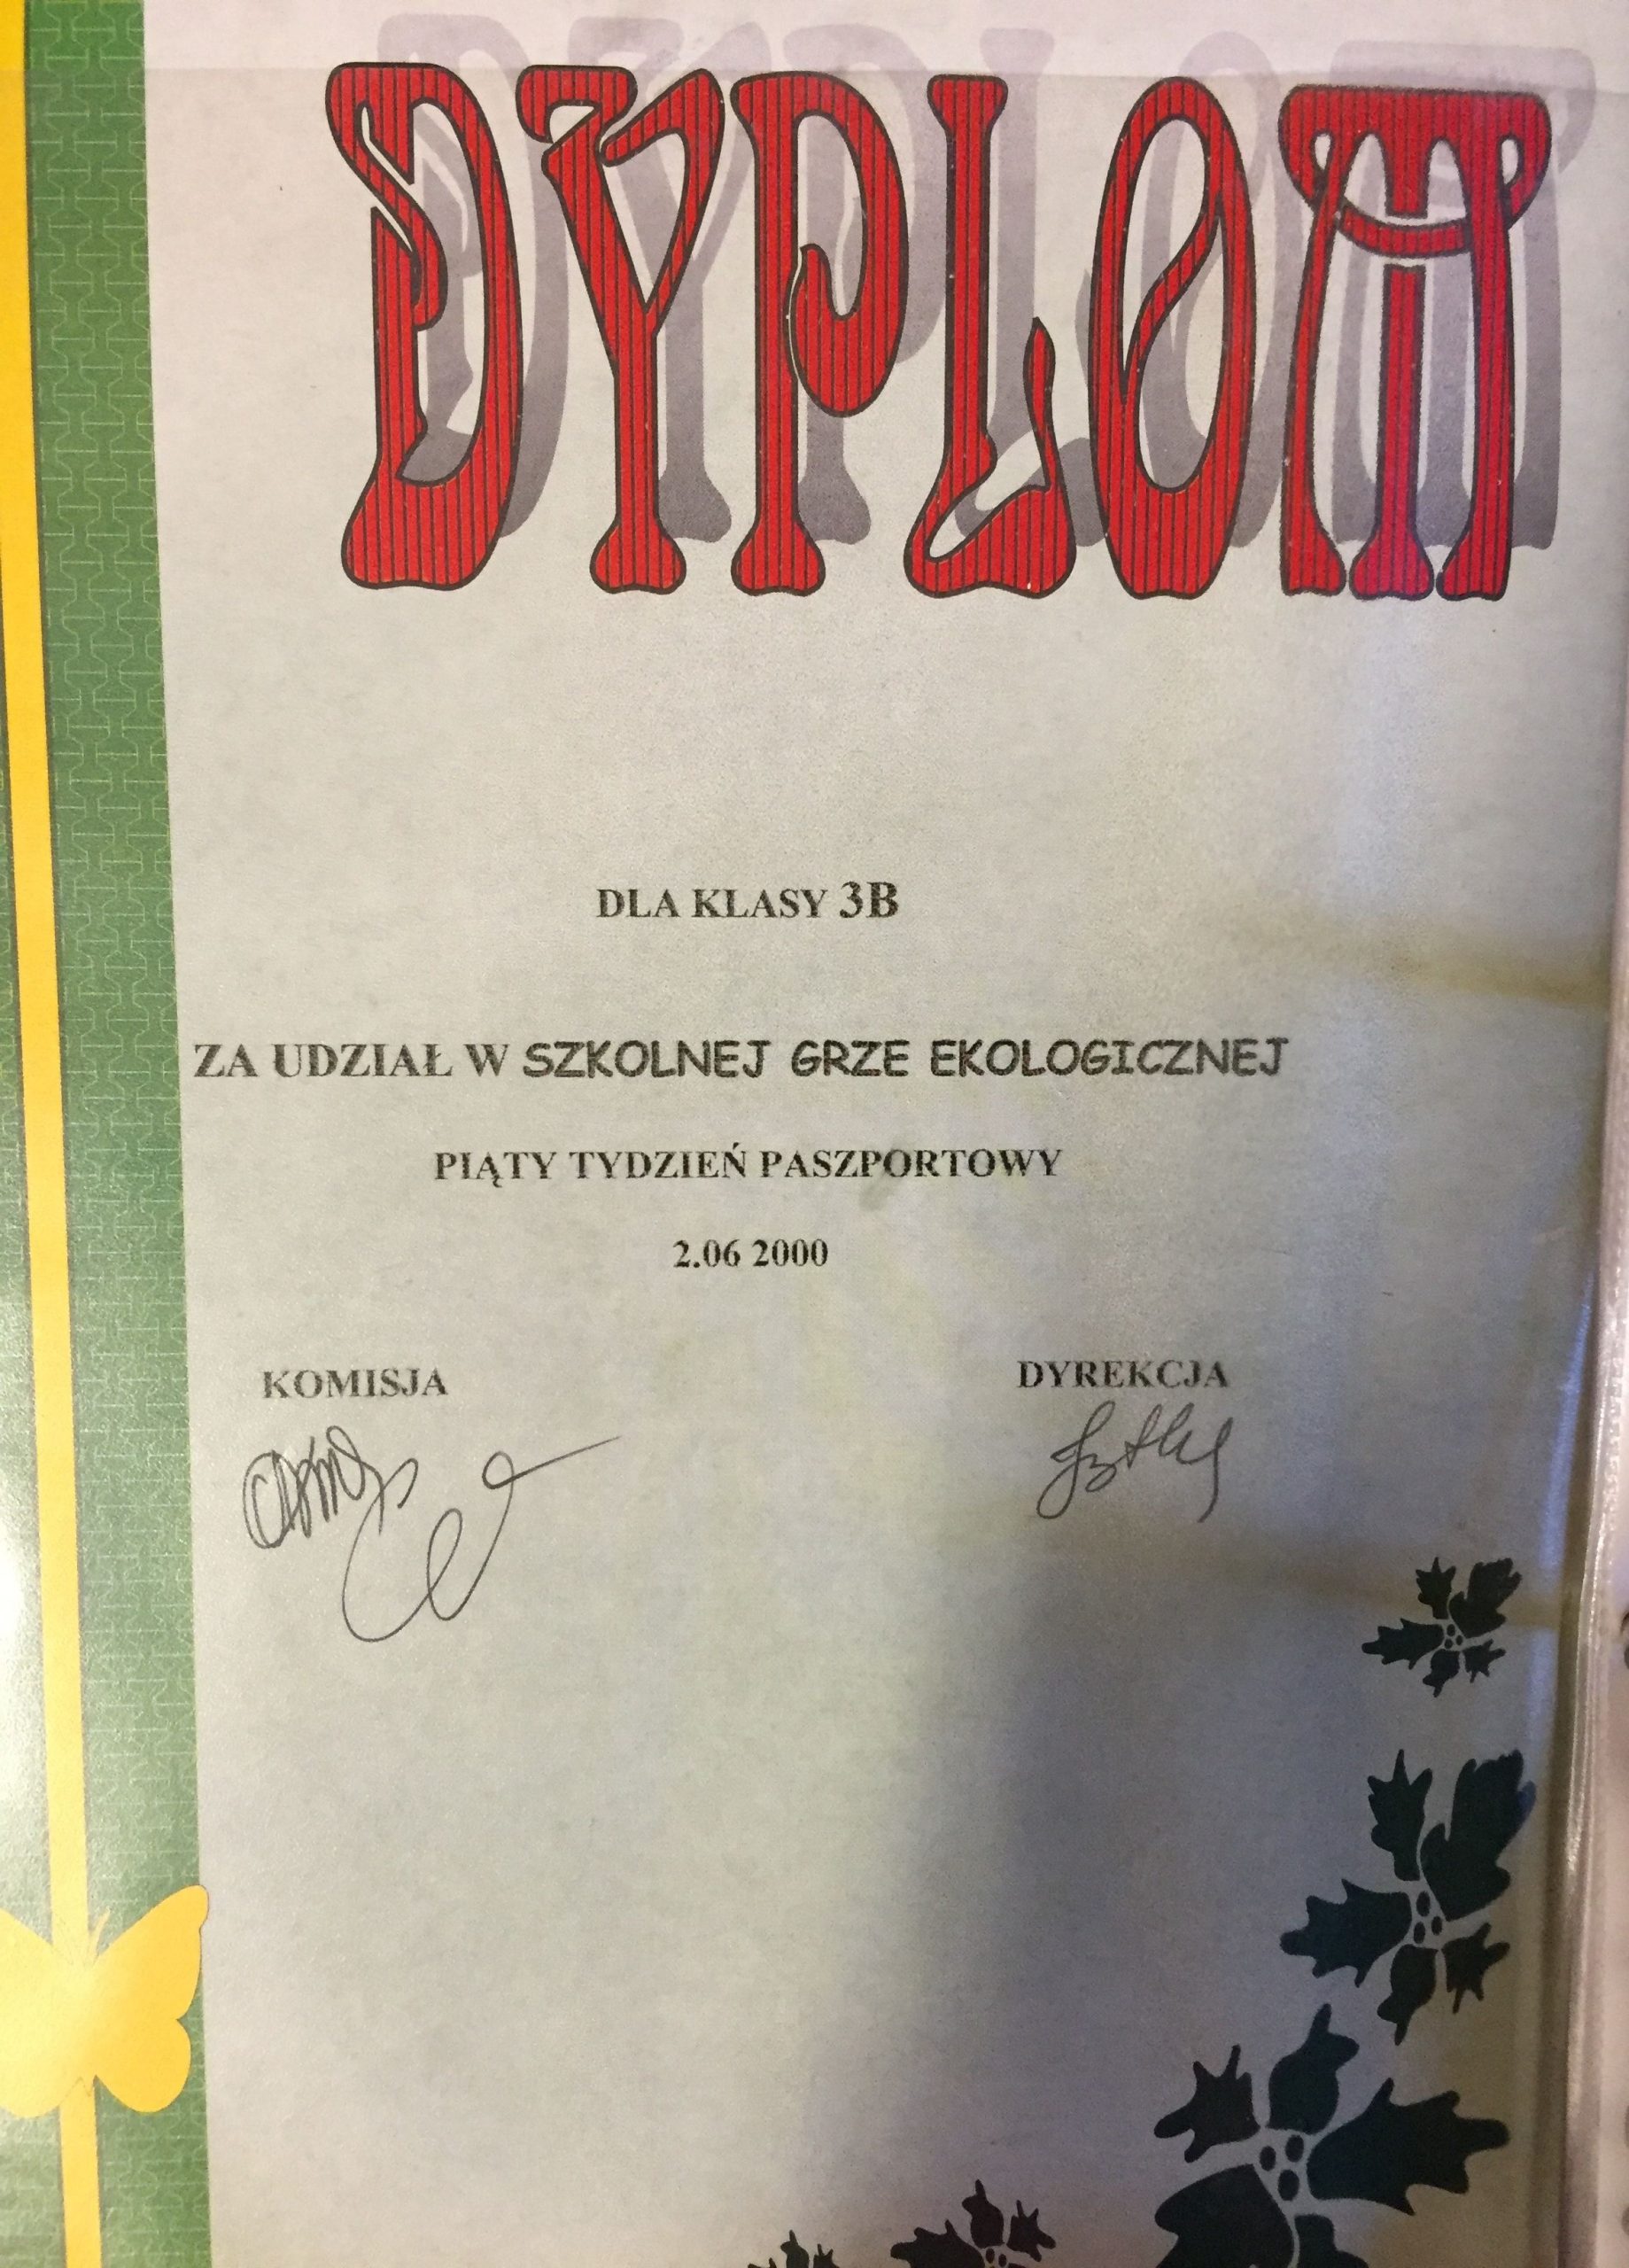 DYPLOM
DLA KLASY 3B
ZA UDZIAŁ W SZKOLNEJ GRZE EKOLOGICZNEJ
PIĄTY TYDZIEŃ PASZPORTOWY
2.06 2000
KOMISJA
DYREKCJA